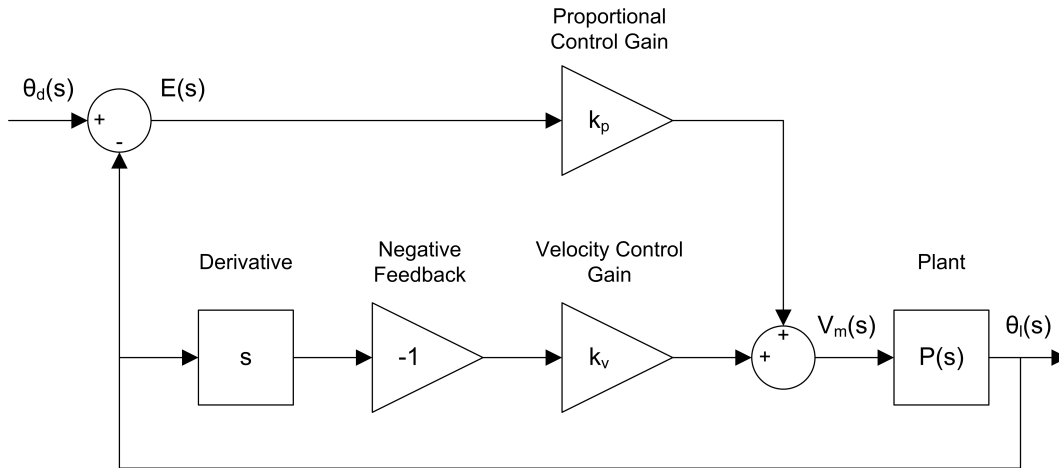 Proportional
Control Gain
θd(s)
E(s)
+
-
kp
Derivative
Negative
Feedback
Velocity Control
Gain
Plant
s
-1
kv
+
+
Vm(s)
P(s)
θl(s)